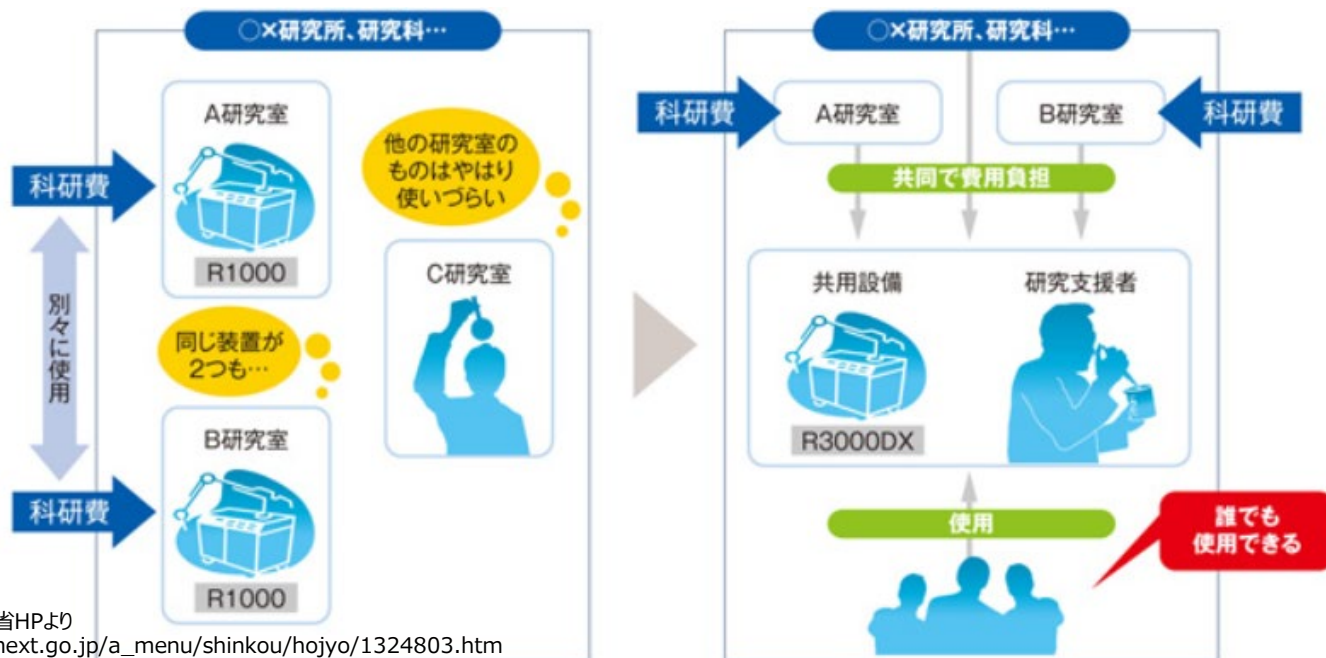 ○×研究所、研究科…
A研究室
科研費
R1000
他の研究室の
ものはやはり
使いづらい
C研究室
別々に使用
同じ装置が
2つも…
B研究室
科研費
R1000
省HPより
next.go.jp/a_menu/shinkou/hojyo/1324803.htm
○×研究所、研究科…
科研費
A研究室
B研究室
科研費
共同で費用負担
共用設備
研究支援者
R3000DX
使用
誰でも
使用できる